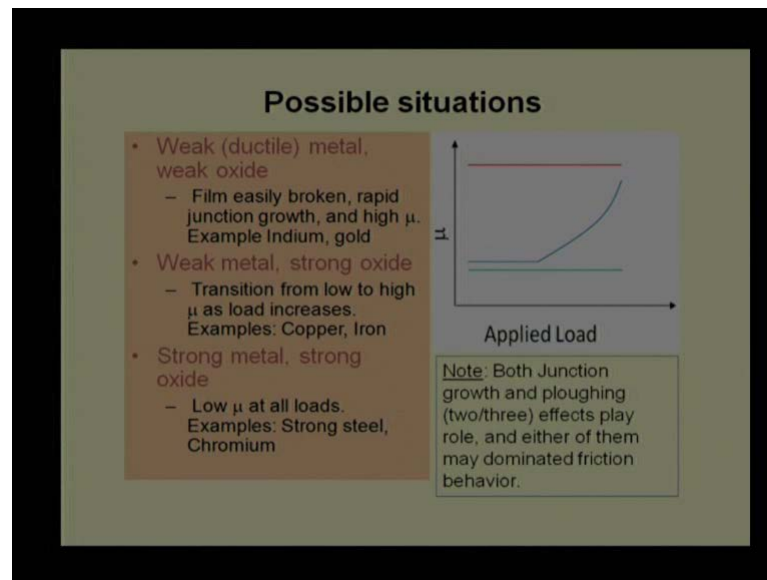 Possible situations
• Weak (ductile) metal,
weak oxide
– Film easily broken, rapid
junction growth, and high μ.
Example Indium, gold
• Weak metal, strong oxide
– Transition from low to high
μ as load increases.
Examples: Copper, Iron
• Strong metal, strong
oxide
– Low μ at all loads.
Examples: Strong steel,
Chromium
μ
Applied Load
Note: Both Junction
growth and ploughing
(two/three) effects play
role, and either of them
may dominated friction
behavior.